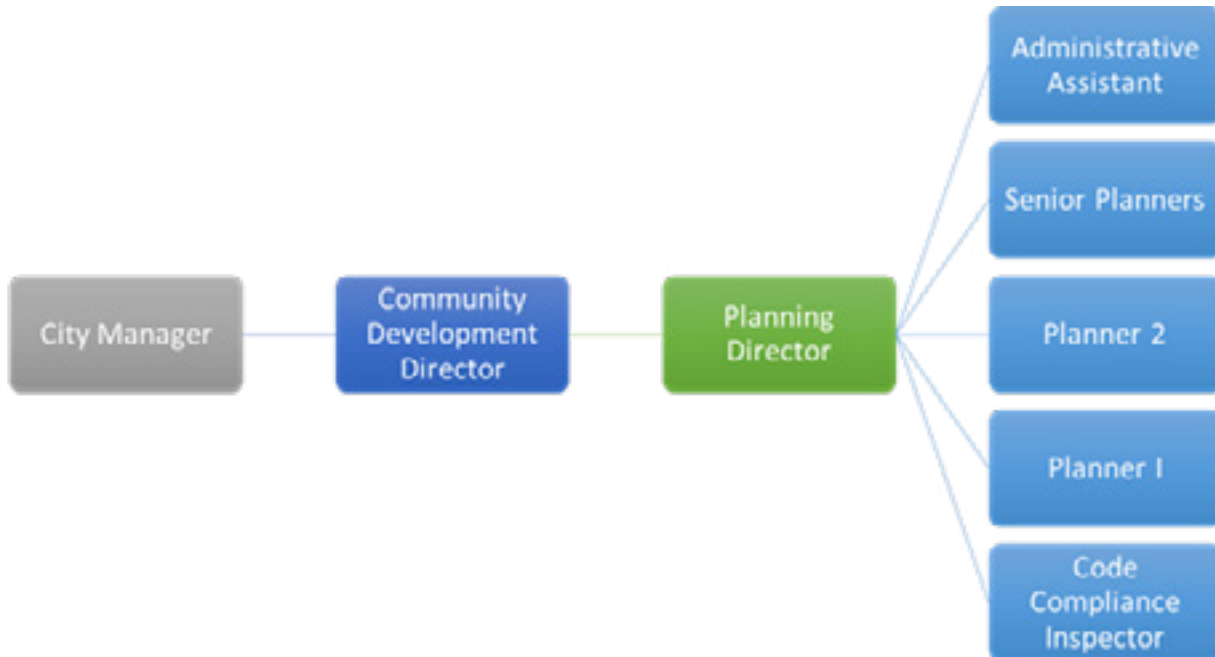 City Manager
Community
Development
Director
Planning
Director
Administrative
Assistant
Senior Planners
Planner 2
Planner I
Code
Compliance
Inspector